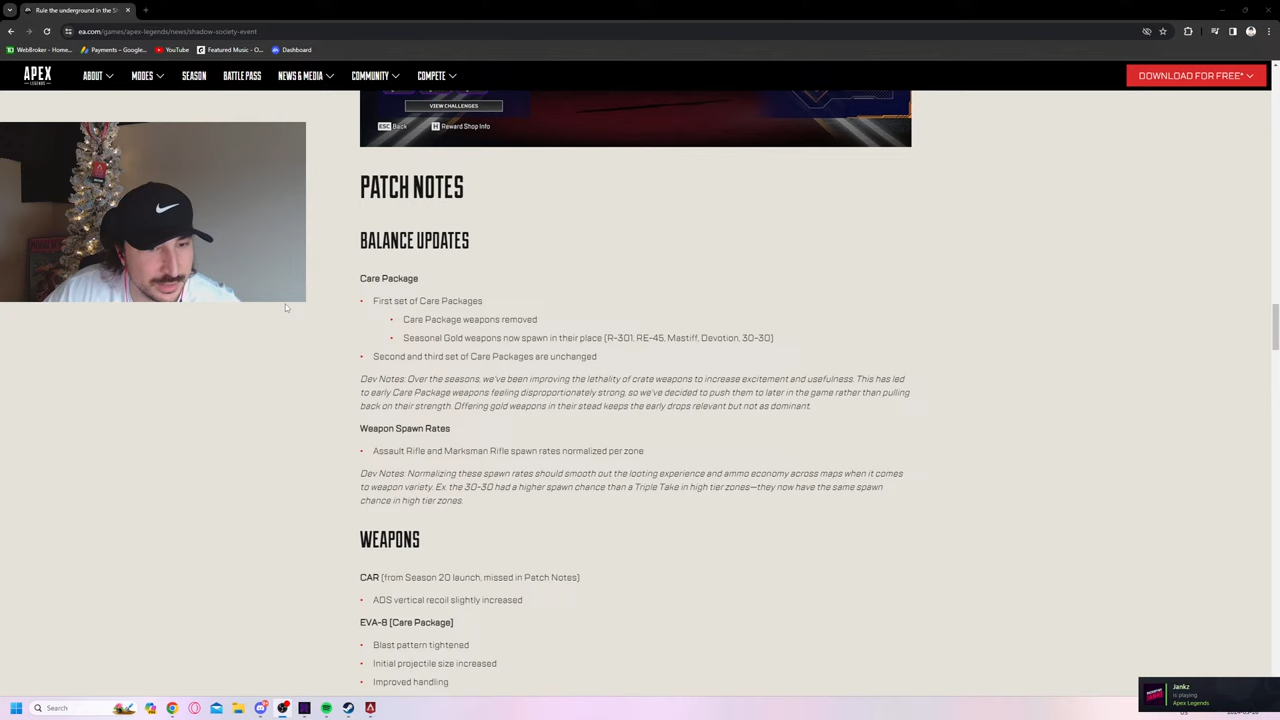 Rule the underground in the S
ea.com/games/apex-legends/news/shadow-society-event
WebBroker - Home...
Payments – Googl...
YouTube
Featured Music - O...
Dashboard
APEX
ABOUT
MODES
SEASON
BATTLE PASS
NEWS & MEDIA
COMMUNITY
COMPETE
DOWNLOAD FOR FREE*
VIEW CHALLENGES
ESC Back
H Reward Shop Info
PATCH NOTES
BALANCE UPDATES
Care Package
• First set of Care Packages
• Care Package weapons removed
• Seasonal Gold weapons now spawn in their place (R-301, RE-45, Mastiff, Devotion, 30-30)
• Second and third set of Care Packages are unchanged
Dev Notes: Over the seasons, we've been improving the lethality of crate weapons to increase excitement and usefulness. This has led
to early Care Package weapons feeling disproportionately strong, so we've decided to push them to later in the game rather than pulling
back on their strength. Offering gold weapons in their stead keeps the early drops relevant but not as dominant.
Weapon Spawn Rates
• Assault Rifle and Marksman Rifle spawn rates normalized per zone
Dev Notes: Normalizing these spawn rates should smooth out the looting experience and ammo economy across maps when it comes
to weapon variety. Ex. the 30-30 had a higher spawn chance than a Triple Take in high tier zones—they now have the same spawn
chance in high tier zones.
WEAPONS
CAR (from Season 20 launch, missed in Patch Notes)
• ADS vertical recoil slightly increased
EVA-8 [Care Package]
• Blast pattern tightened
• Initial projectile size increased
• Improved handling
Jankz
is playing
Apex Legends
Search
US